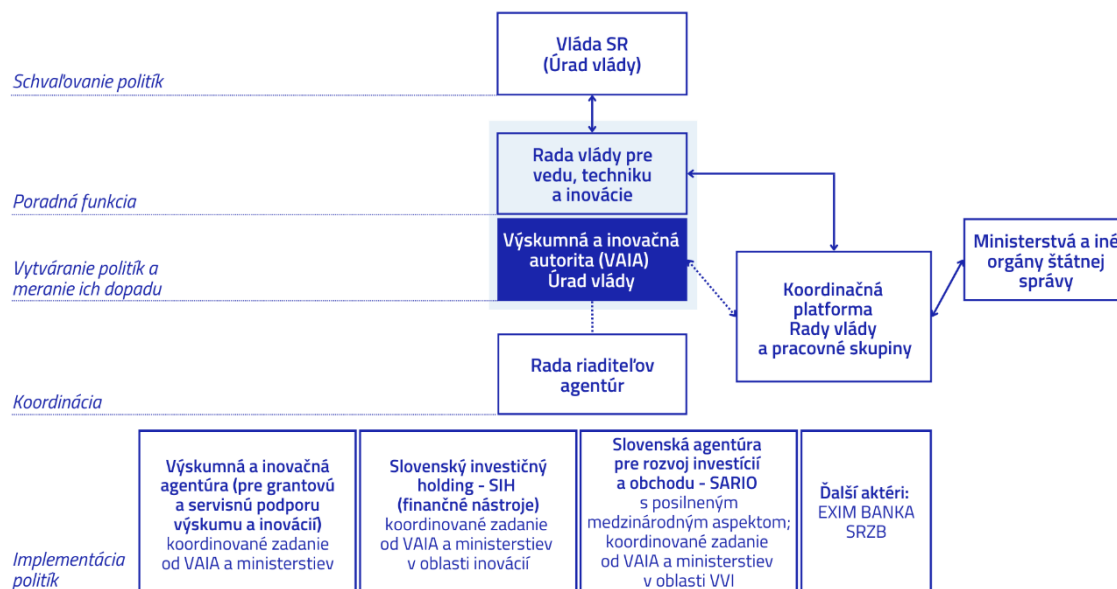 Vláda SR
(Úrad vlády)
Schvaľovanie politík
Rada vlády pre
vedu, techniku
a inovácie
Poradná funkcia
Výskumná a inovačná
autorita (VAIA)
Úrad vlády
Vytváranie politík a
meranie ich dopadu
Koordinačná
platforma
Rady vlády
a pracovné skupiny
Ministerstvá a iné
orgány štátnej
správy
Rada riaditeľov
agentúr
Koordinácia
Výskumná a inovačná
agentúra (pre grantovú
a servisnú podporu
výskumu a inovácií)
koordinované zadanie
od VAIA a ministerstiev
Slovenský investičný
holding - SIH
(finančné nástroje)
koordinované zadanie
od VAIA a ministerstiev
v oblasti inovácií
Slovenská agentúra
pre rozvoj investícií
a obchodu - SARIO
s posilneným
medzinárodným aspektom;
koordinované zadanie
od VAIA a ministerstiev
v oblasti VVI
Ďalší aktéri:
EXIM BANKA
SRZB
Implementácia
politík